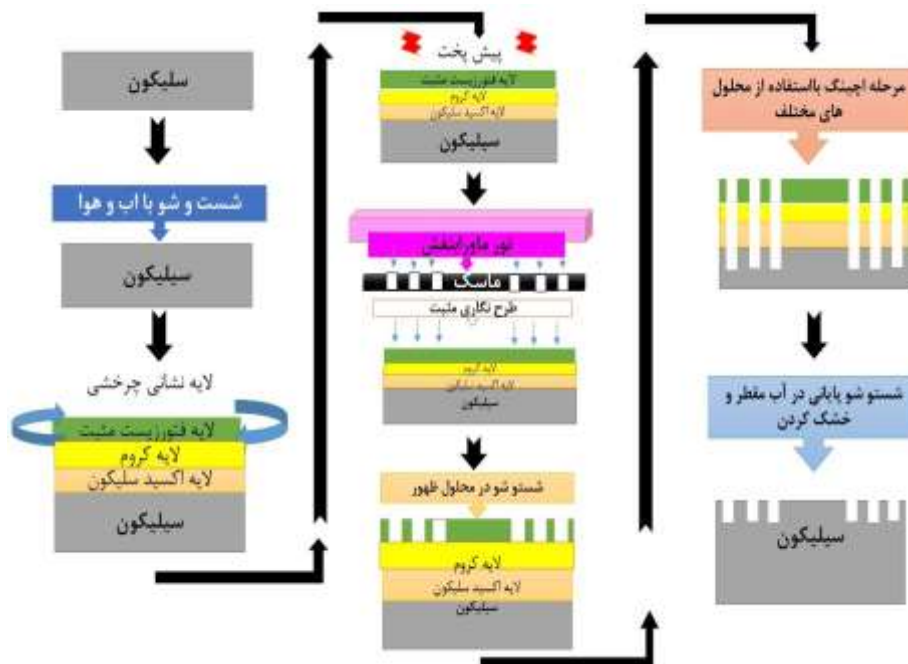 سلیکون
شست و شو با اب و هوا
سیلیکون
لایه نشانی چرخشی
لایه فتورزیست مثبت
لایه کروم
لایه اکسید سلیکون
سیلیکون
پیش پخت
لایه فتورزیست مثبت
لایه کروم
لایه اکسید سلیکون
سیلیکون
نور ماورابنفش
ماسک
طرح نگاری مثبت
لایه کروم
لایه اکسید سلیکون
سیلیکون
شستو شو در محلول ظهور
لایه کروم
لایه اکسید سلیکون
سیلیکون
مرحله اچینگ بااستفاده از محلول
های مختلف
شستو شو پایانی در آب مقطر و
خشک کردن
سیلیکون